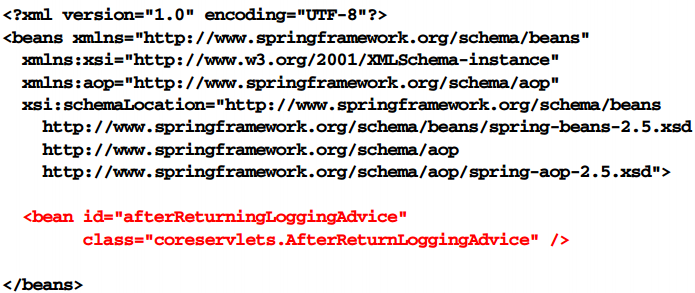 <?xml version="1.0" encoding="UTF-8"?>
<beans xmlns="http://www.springframework.org/schema/beans"
xmlns:xsi="http://www.w3.org/2001/XMLSchema-instance"
xmlns:aop="http://www.springframework.org/schema/aop"
xsi:schemaLocation="http://www.springframework.org/schema/beans
http://www.springframework.org/schema/beans/spring-beans-2.5.xsd
http://www.springframework.org/schema/aop
http://www.springframework.org/schema/aop/spring-aop-2.5.xsd">
<bean id="afterReturningLoggingAdvice"
class="coreservlets.AfterReturnLoggingAdvice" />
</beans>